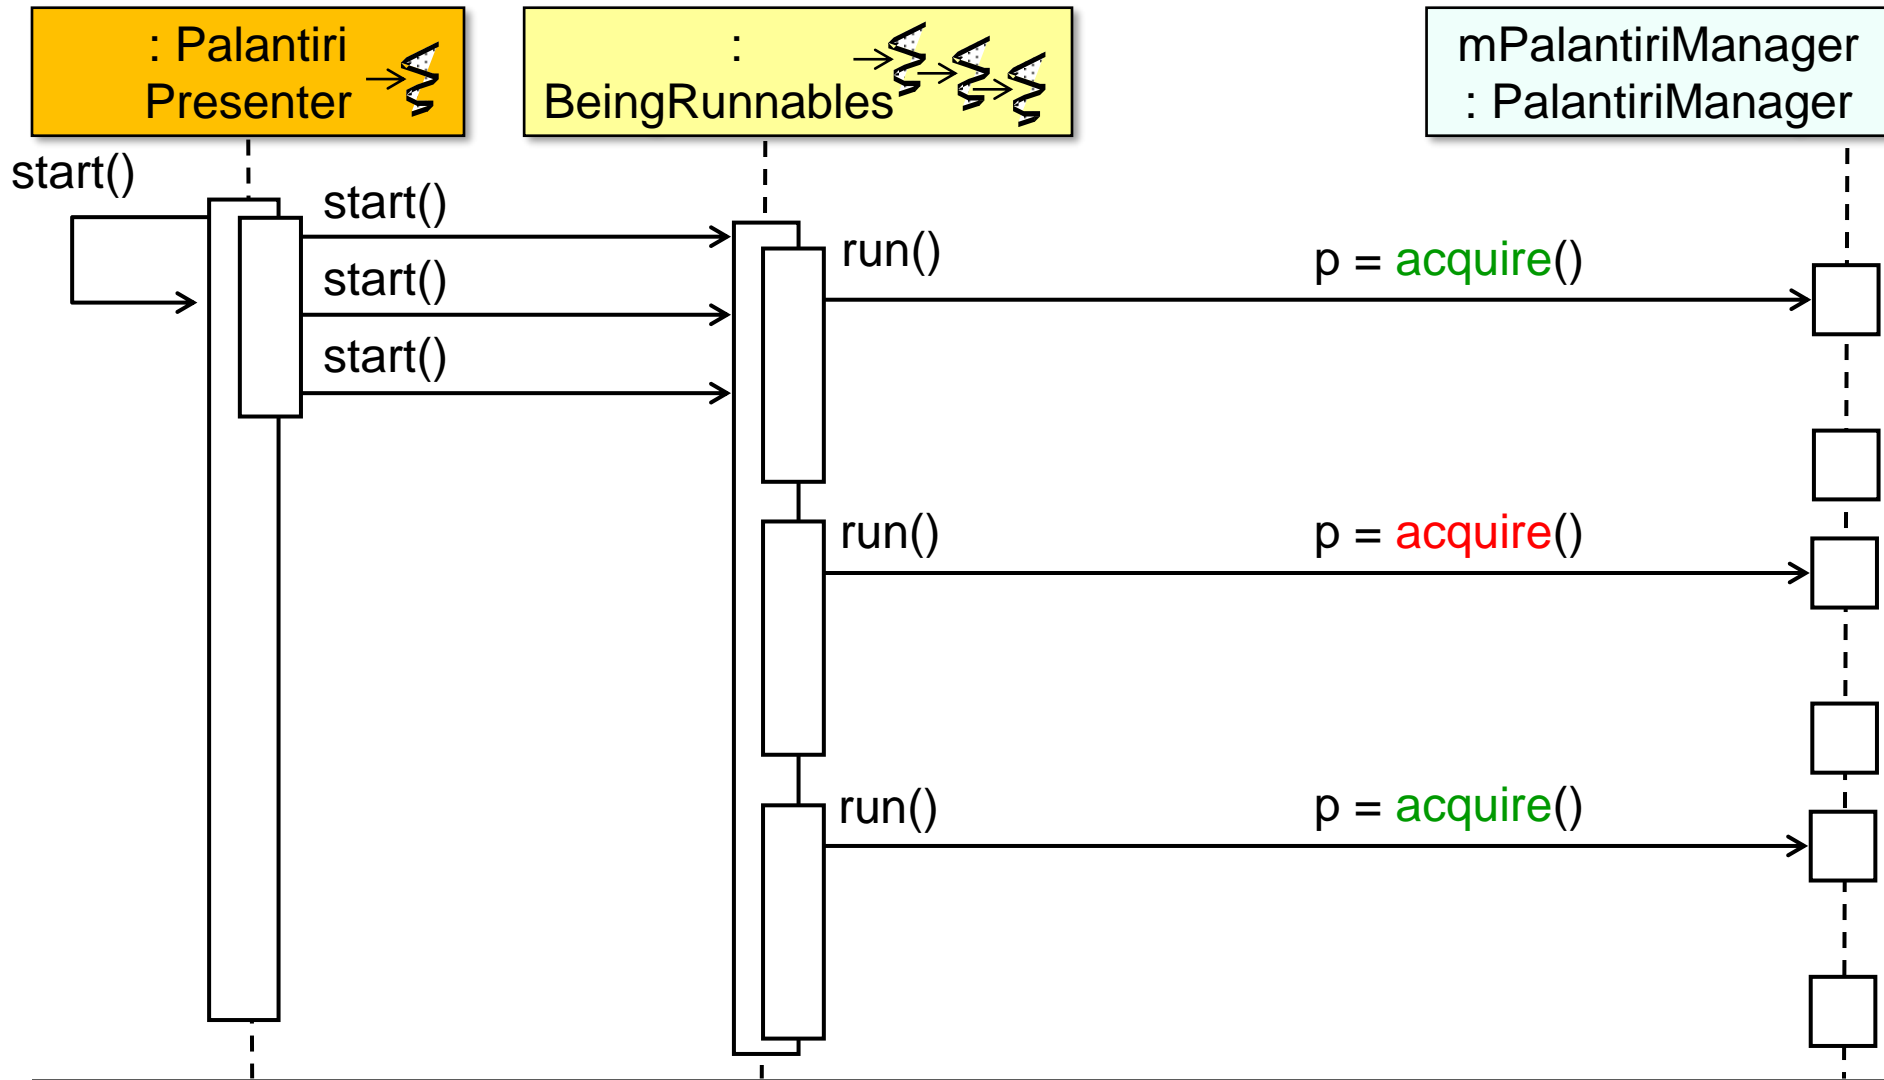 : Palantiri
Presenter
:
BeingRunnables
mPalantiriManager
: PalantiriManager
start()
start()
start()
start()
run()
p = acquire()
run()
p = acquire()
run()
p = acquire()